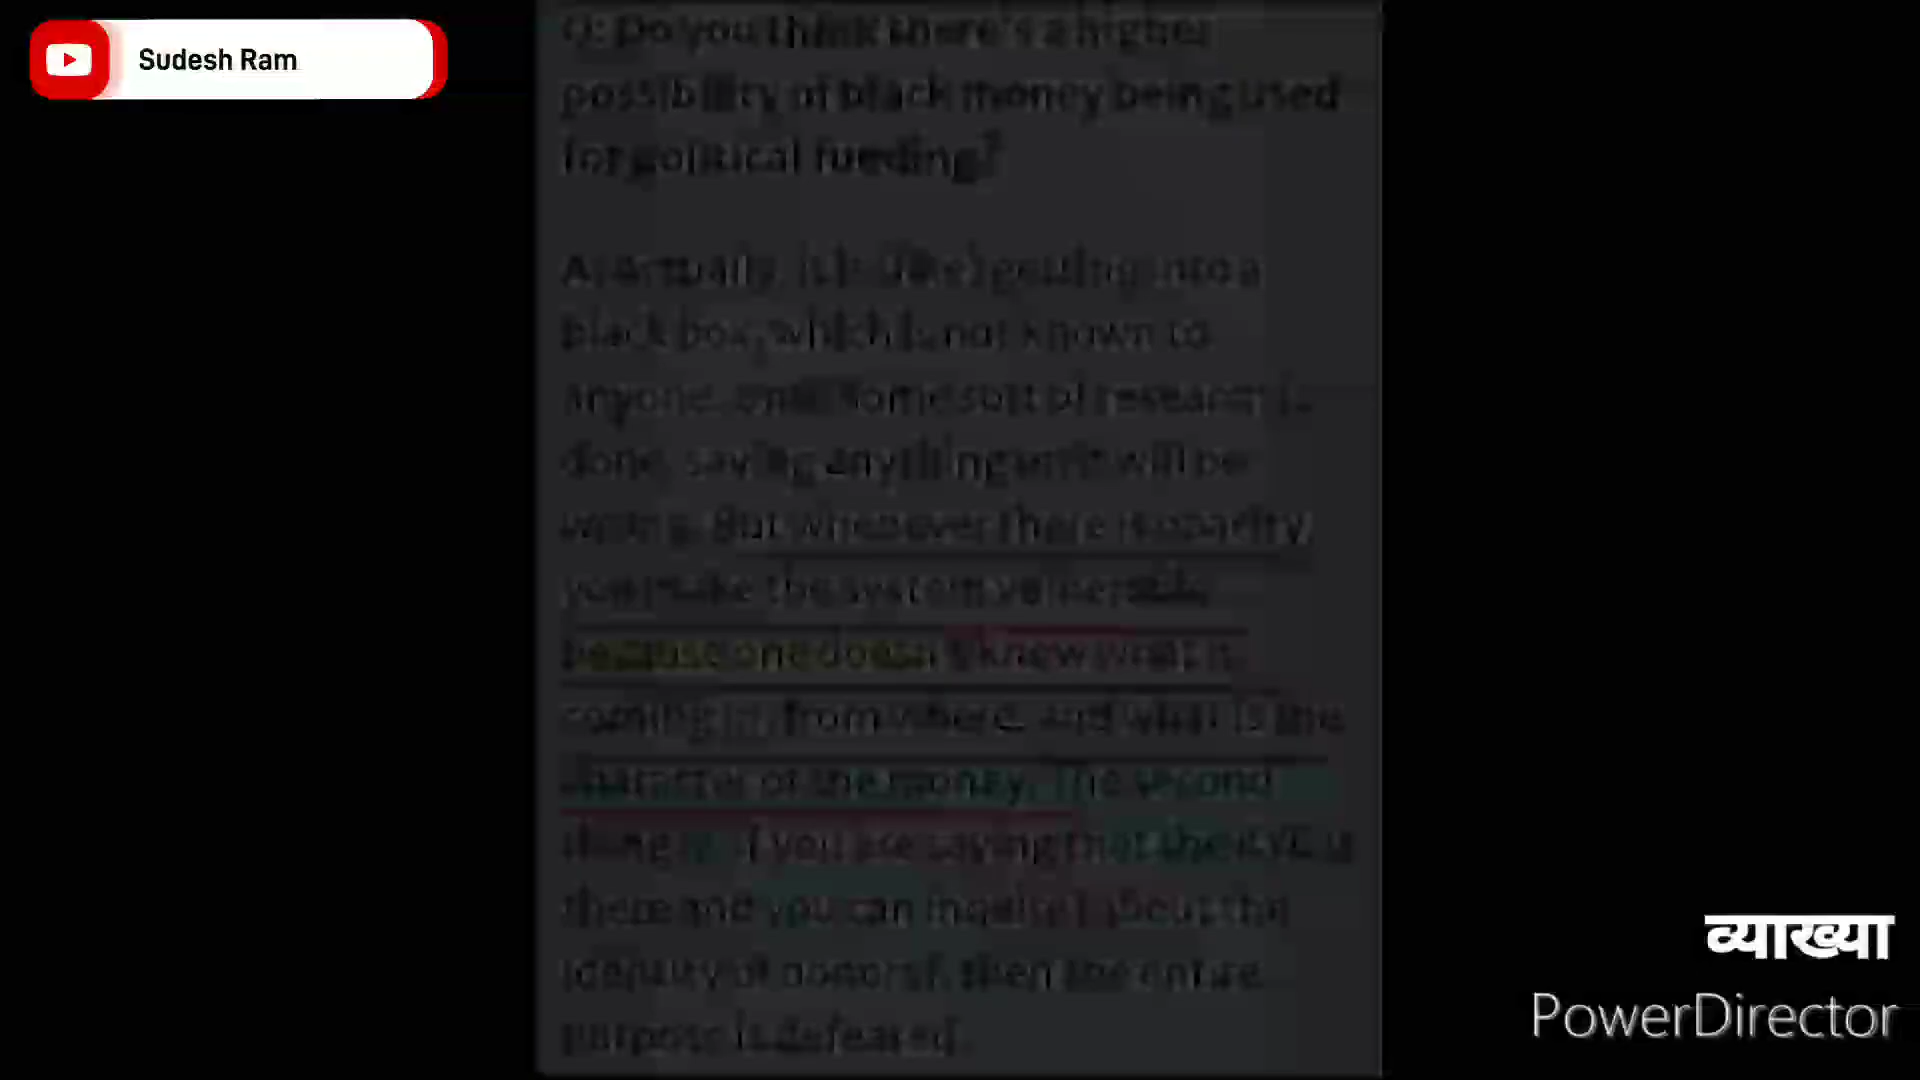 Sudesh Ram
Q: Do you think there's a higher
possibility of black money being used
for political funding?
A: Actually, it is (like) getting into a
black box, which is not known to
anyone. Until some sort of research is
done, saying anything on it will be
wrong. But whenever there is opacity,
you make the system vulnerable
because one doesn't know what is
coming in, from where, and what is the
character of the money. The second
thing is, if you are saying that the KYC is
there and you can inquire [about the
identity of donors], then the entire
purpose is defeated.
व्याख्या
PowerDirector